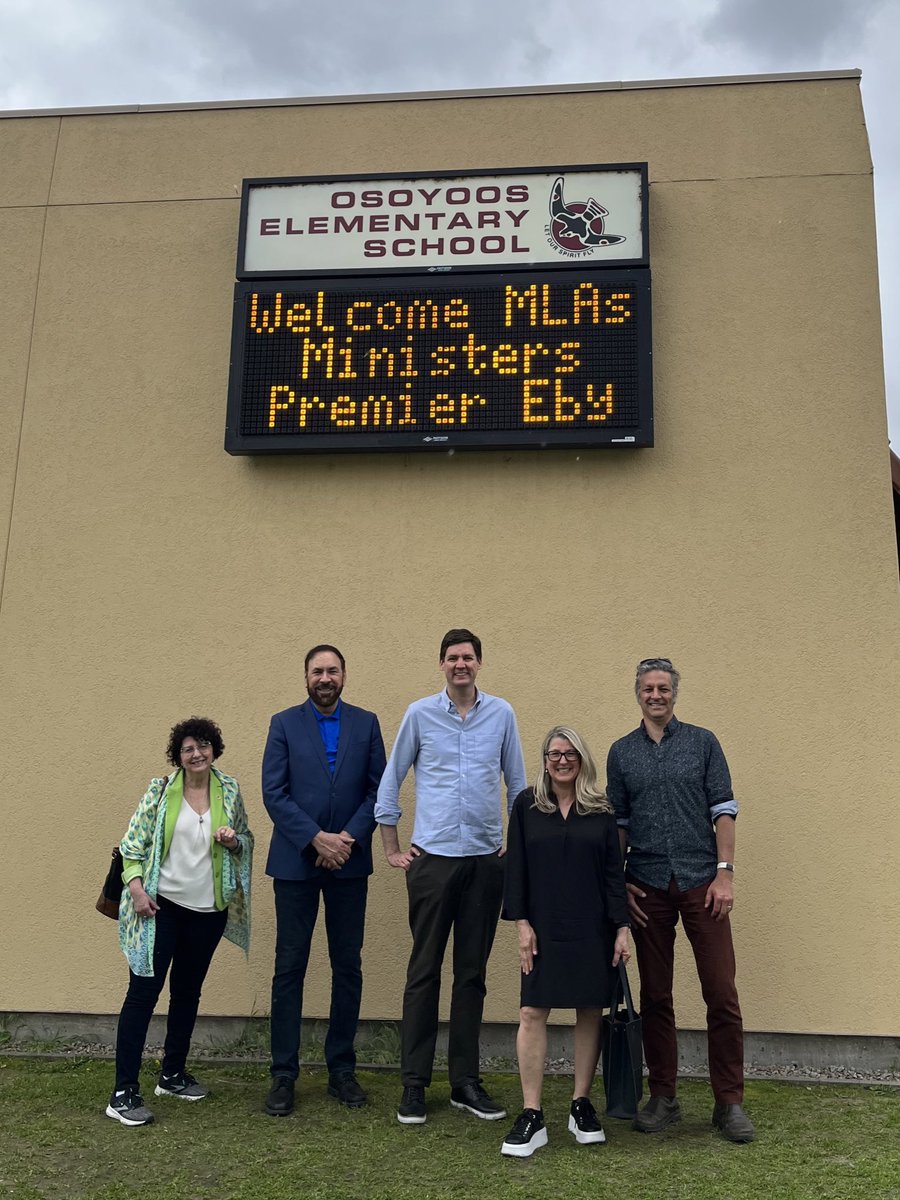 OSOYOOS
ELEMENTARY
SCHOOL
LET OUR SPIRIT FLY
Welcome MLAs
Ministers
Premier Eby